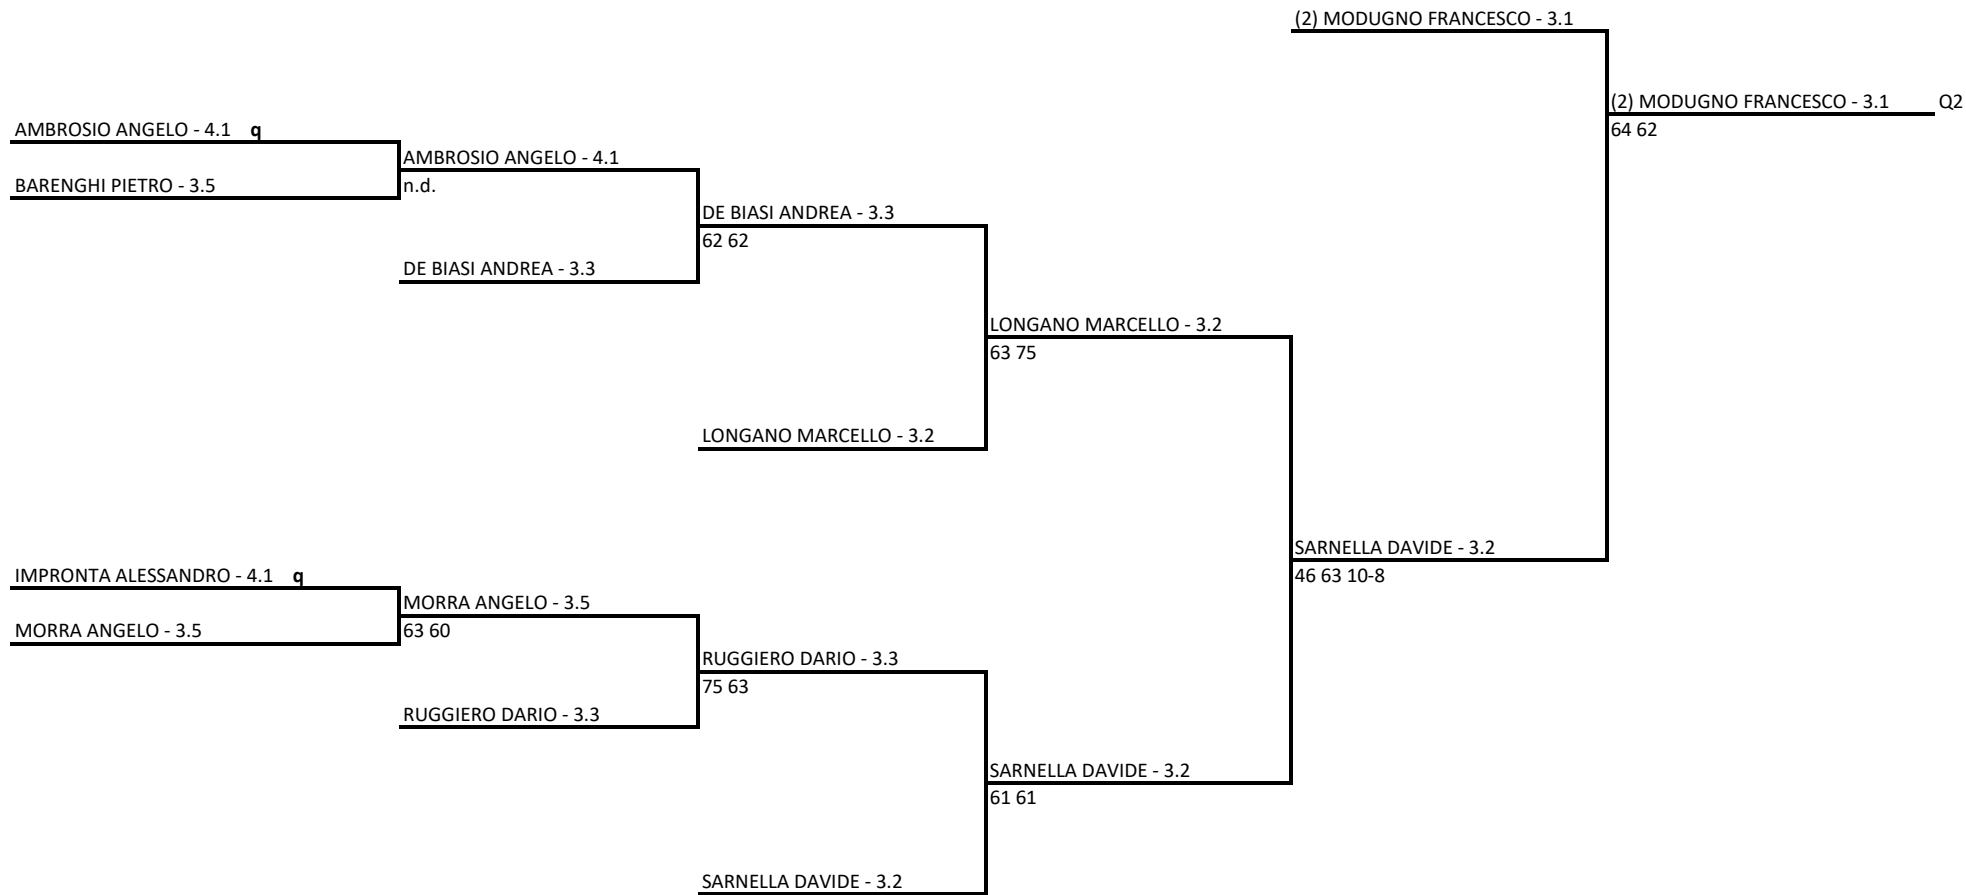 (2) MODUGNO FRANCESCO - 3.1
(2) MODUGNO FRANCESCO - 3.1 Q2
64 62
AMBROSIO ANGELO - 4.1 q
AMBROSIO ANGELO - 4.1
BARENGHI PIETRO - 3.5
n.d.
DE BIASI ANDREA - 3.3
62 62
DE BIASI ANDREA - 3.3
LONGANO MARCELLO - 3.2
63 75
LONGANO MARCELLO - 3.2
SARNELLA DAVIDE - 3.2
46 63 10-8
IMPRONTA ALESSANDRO - 4.1 q
MORRA ANGELO - 3.5
MORRA ANGELO - 3.5
63 60
RUGGIERO DARIO - 3.3
75 63
RUGGIERO DARIO - 3.3
SARNELLA DAVIDE - 3.2
61 61
SARNELLA DAVIDE - 3.2